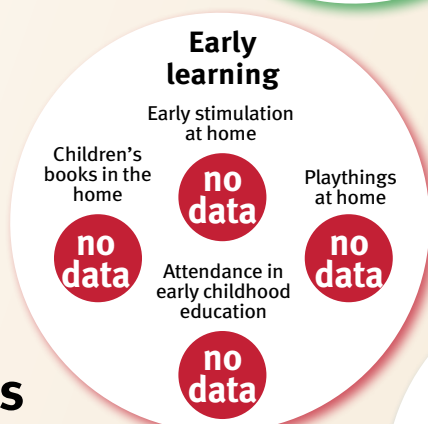 Early
learning
Early stimulation
at home
no
data
Children’s
books in the
home
no
data
Playthings
at home
no
data
Attendance in
early childhood
education
no
data
s